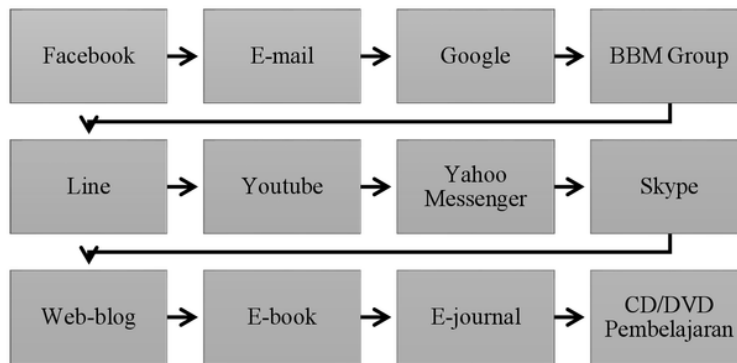 Facebook
E-mail
Google
BBM Group
Line
Youtube
Yahoo
Messenger
Skype
Web-blog
E-book
E-journal
CD/DVD
Pembelajaran